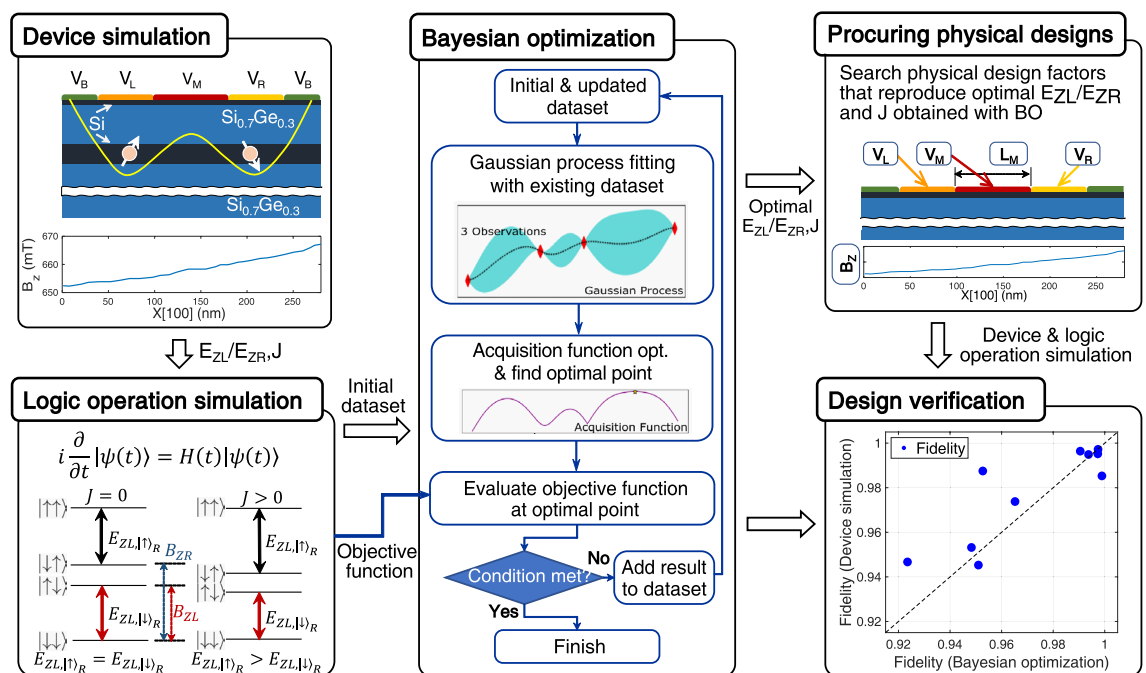 Device simulation
V_B V_L V_M V_R V_B
Si
Si_0.7Ge_0.3
Si_0.7Ge_0.3
B_z (mT)
670
660
650
0 50 100 150 200 250
X[100] (nm)
E_ZL/E_ZR,J
Logic operation simulation
i ∂/∂t |ψ(t)⟩ = H(t)|ψ(t)⟩
J = 0
J > 0
|↑↑⟩
|↑↑⟩
E_ZL,|↑⟩_R
E_ZL,|↑⟩_R
B_ZR
|↓↑⟩
|↓↑⟩
|↑↓⟩
|↑↓⟩
E_ZL,|↓⟩_R
B_ZL
E_ZL,|↓⟩_R
|↓↓⟩
|↓↓⟩
E_ZL,|↑⟩_R = E_ZL,|↓⟩_R
E_ZL,|↑⟩_R > E_ZL,|↓⟩_R
Initial
dataset
Objective
function
Bayesian optimization
Initial & updated
dataset
Gaussian process fitting
with existing dataset
3 Observations
Gaussian Process
Acquisition function opt.
& find optimal point
Acquisition Function
Evaluate objective function
at optimal point
Condition met?
No
Add result
to dataset
Yes
Finish
Optimal
E_ZL/E_ZR,J
Procuring physical designs
Search physical design factors
that reproduce optimal E_ZL/E_ZR
and J obtained with BO
V_L V_M L_M V_R
B_z
0 50 100 150 200 250
X[100] (nm)
Device & logic
operation simulation
Design verification
Fidelity
Fidelity (Device simulation)
1
0.98
0.96
0.94
0.92
0.92 0.94 0.96 0.98 1
Fidelity (Bayesian optimization)